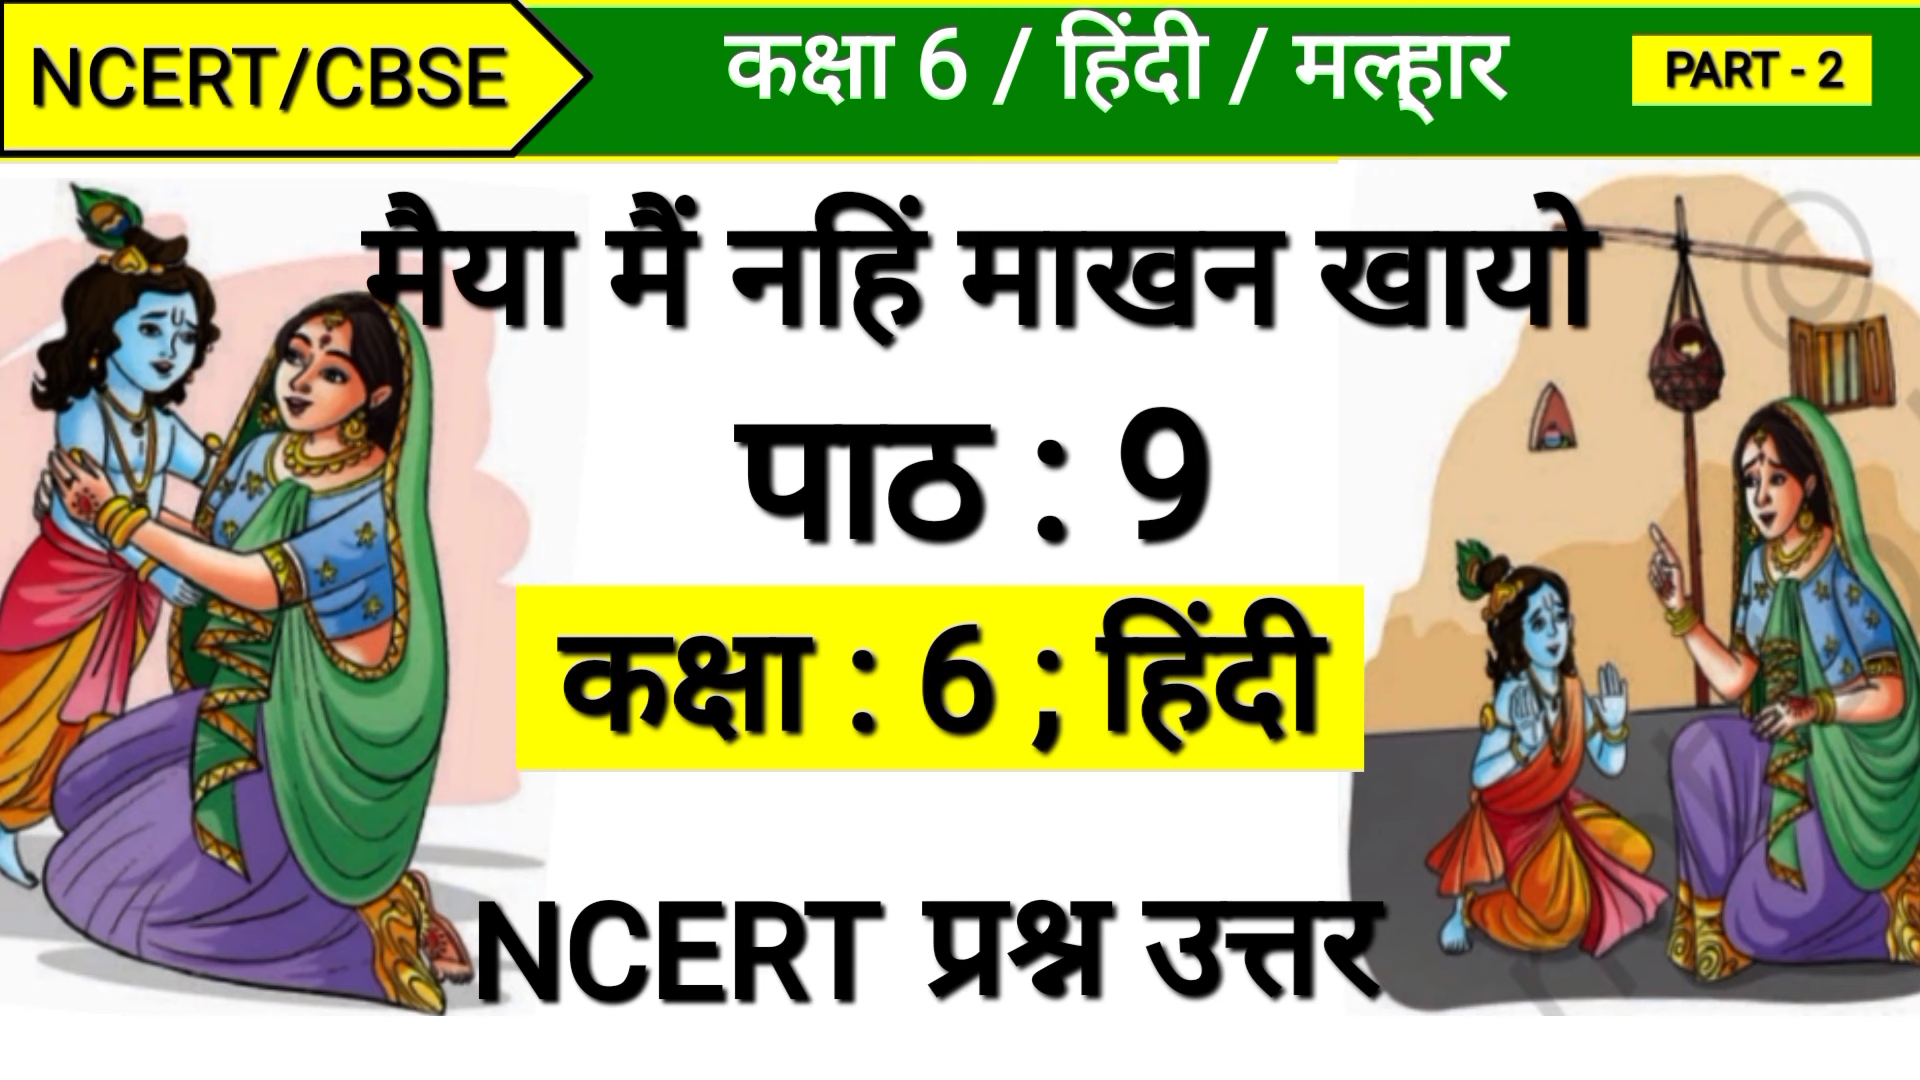 NCERT/CBSE
कक्षा 6 / हिंदी / मल्हार
PART - 2
मैया मैं नहिं माखन खायो
पाठ : 9
कक्षा : 6 ; हिंदी
NCERT प्रश्न उत्तर